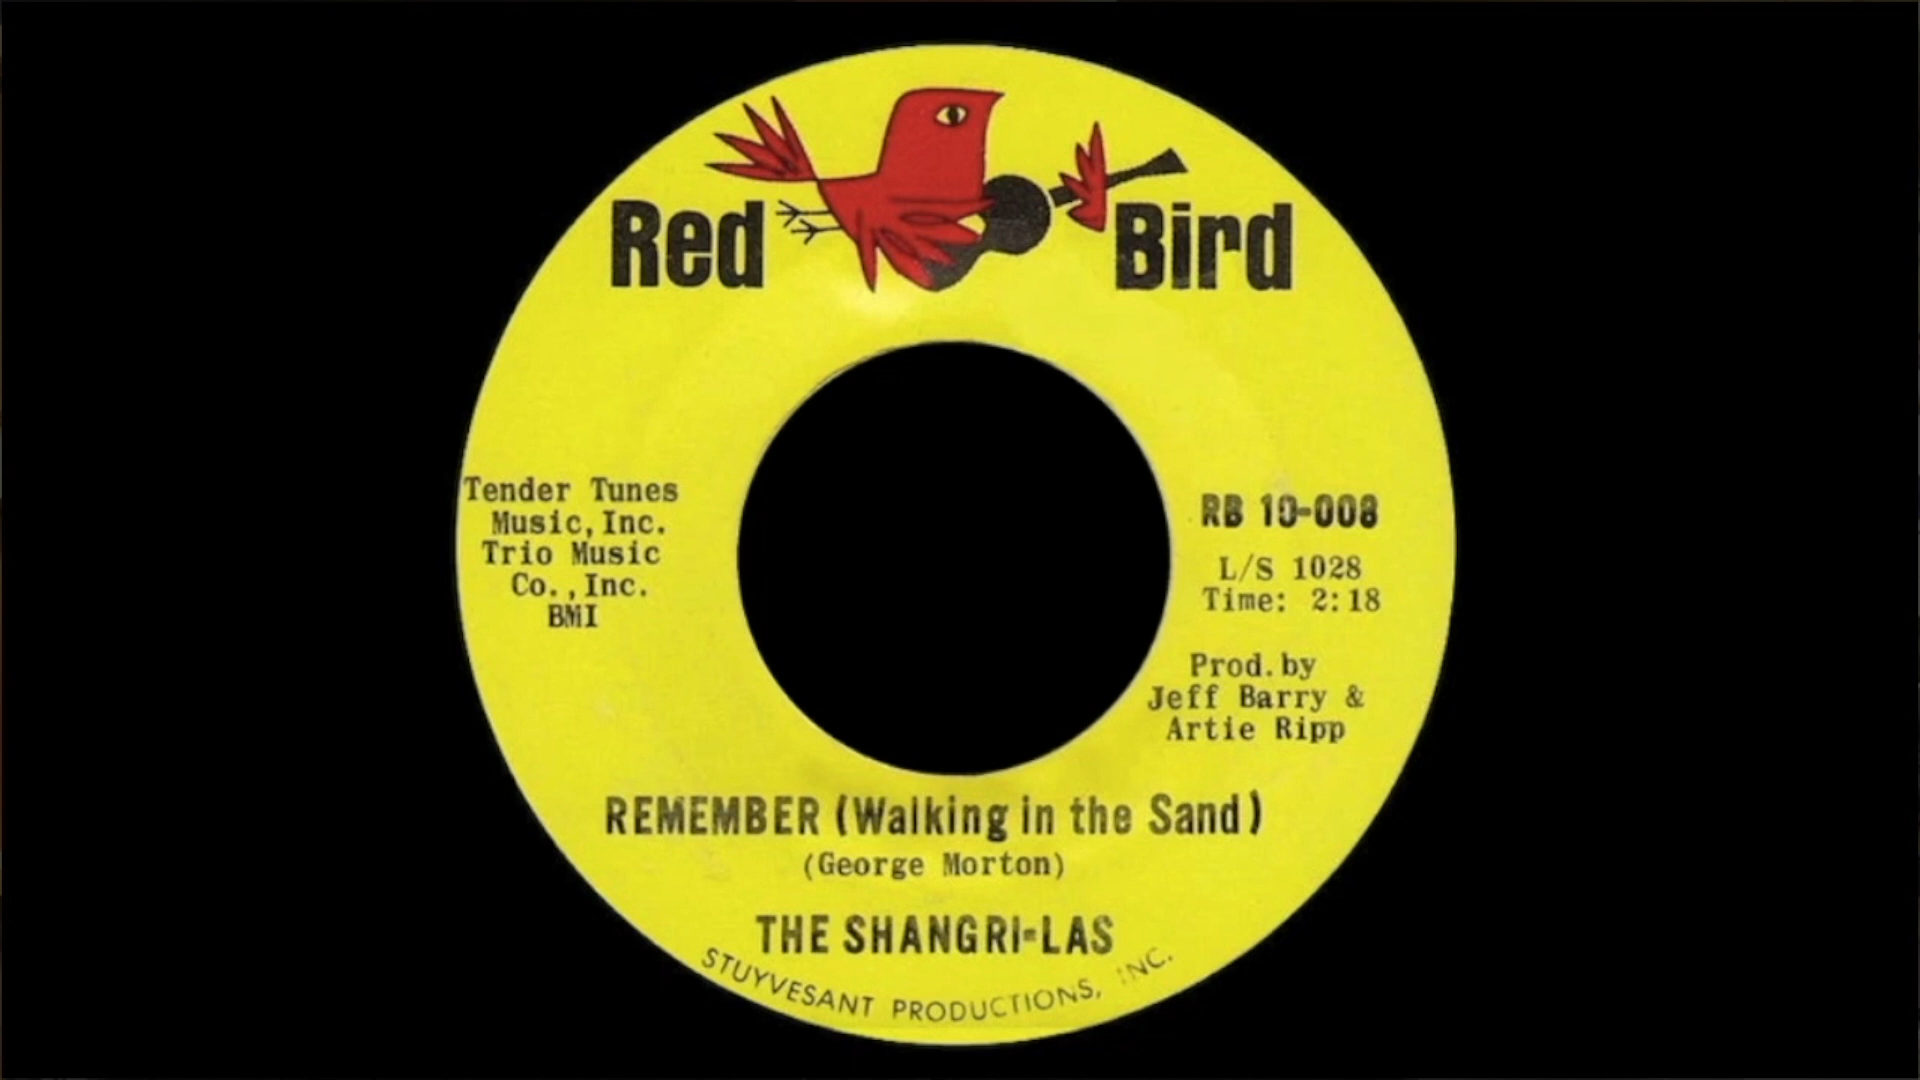 Red Bird
Tender Tunes
Music, Inc.
Trio Music
Co., Inc.
BMI
RB 10-008
L/S 1028
Time: 2:18
Prod. by
Jeff Barry &
Artie Ripp
REMEMBER (Walking in the Sand)
(George Morton)
THE SHANGRI-LAS
STUYVESANT PRODUCTIONS, INC.